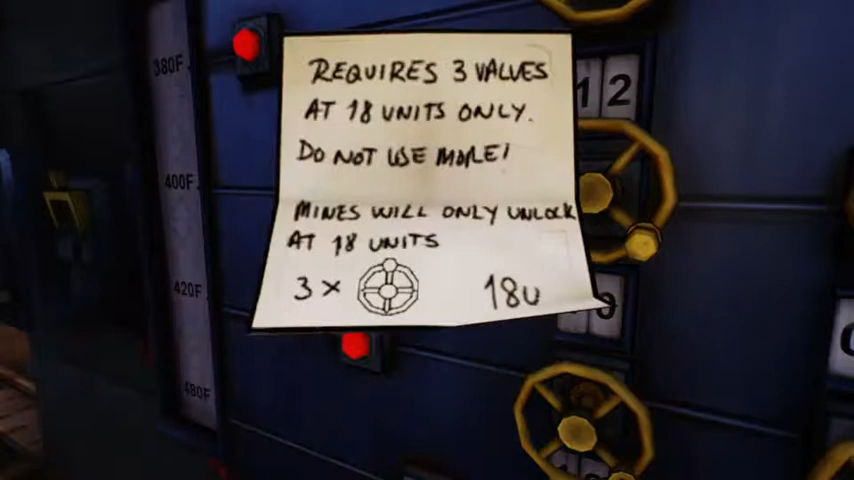 380F
REQUIRES 3 VALVES
AT 18 UNITS ONLY.
DO NOT USE MORE!
12
400F
MINES WILL ONLY UNLOCK
AT 18 UNITS
420F
3 × 18U
480F